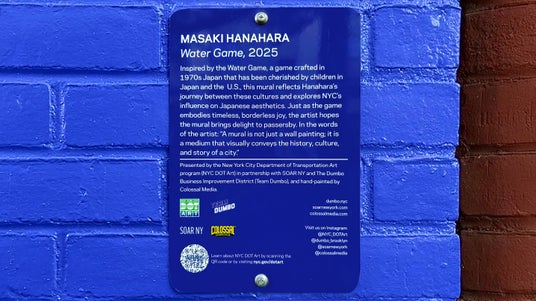 MASAKI HANAHARA
Water Game, 2025
Inspired by the Water Game, a game crafted in
1970s Japan that has been cherished by children in
Japan and the U.S., this mural reflects Hanahara's
journey between these cultures and explores NYC's
influence on Japanese aesthetics. Just as the game
embodies timeless, borderless joy, the artist hopes
the mural brings delight to passersby. In the words
of the artist: "A mural is not just a wall painting; it is
a medium that visually conveys the history, culture,
and story of a city."
Presented by the New York City Department of Transportation Art
program (NYC DOT Art) in partnership with SOAR NY and The Dumbo
Business Improvement District (Team Dumbo), and hand-painted by
Colossal Media.
DOT
ART
DUMBO
SOAR NY
COLOSSAL
Learn about NYC DOT Art by scanning the
QR code or by visiting nyc.gov/dotart
dumbo.nyc
soarnewyork.com
colossalmedia.com
Visit us on Instagram:
@NYC_DOTArt
@dumbo_brooklyn
@soarnewyork
@colossalmedia